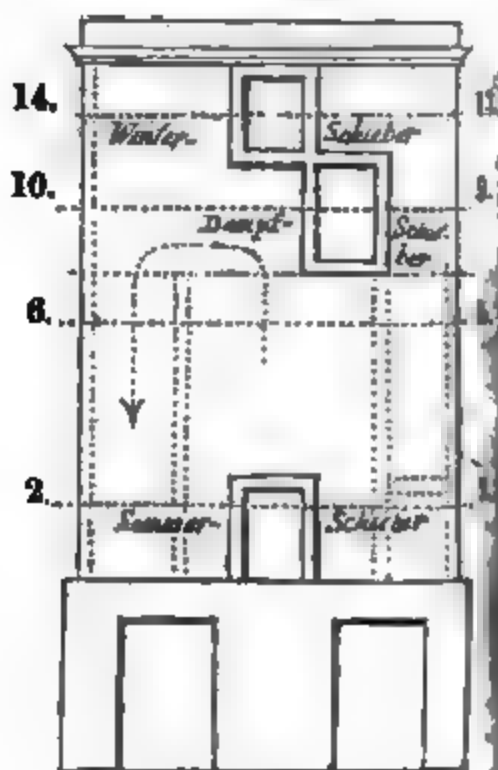 14.
Winter- Schieber
10.
Dampf- Schie-
ber
6.
2.
Sommer- Schieber